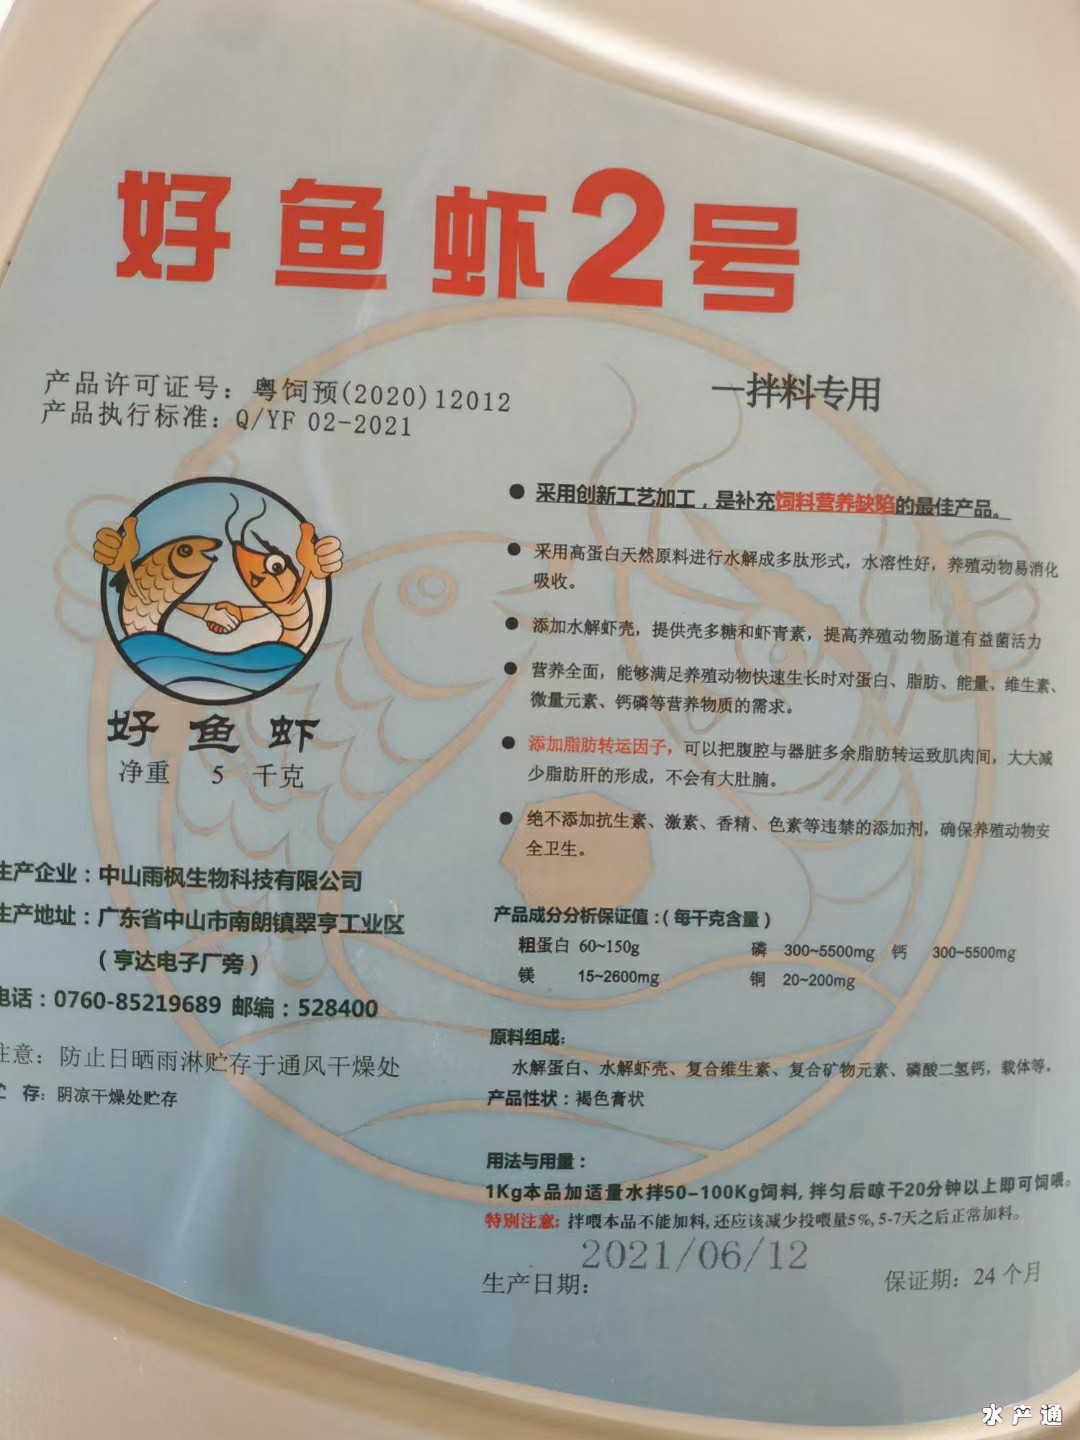 好鱼虾2号
产品许可证号：粤饲预(2020)12012
产品执行标准：Q/YF 02-2021
一拌料专用
好鱼虾
净重 5 千克
生产企业：中山雨枫生物科技有限公司
生产地址：广东省中山市南朗镇翠亨工业区
（亨达电子厂旁）
电话：0760-85219689 邮编：528400
注意：防止日晒雨淋贮存于通风干燥处
贮 存：阴凉干燥处贮存
● 采用创新工艺加工，是补充饲料营养缺陷的最佳产品。
● 采用高蛋白天然原料进行水解成多肽形式，水溶性好，养殖动物易消化
吸收。
● 添加水解虾壳，提供壳多糖和虾青素，提高养殖动物肠道有益菌活力
● 营养全面，能够满足养殖动物快速生长时对蛋白、脂肪、能量、维生素、
微量元素、钙磷等营养物质的需求。
● 添加脂肪转运因子，可以把腹腔与器脏多余脂肪转运致肌肉间，大大减
少脂肪肝的形成，不会有大肚腩。
● 绝不添加抗生素、激素、香精、色素等违禁的添加剂，确保养殖动物安
全卫生。
产品成分分析保证值：（每千克含量）
粗蛋白 60~150g 磷 300~5500mg 钙 300~5500mg
镁 15~2600mg 铜 20~200mg
原料组成：
水解蛋白、水解虾壳、复合维生素、复合矿物元素、磷酸二氢钙，载体等。
产品性状：褐色膏状
用法与用量：
1Kg本品加适量水拌50-100Kg饲料，拌匀后晾干20分钟以上即可饲喂。
特别注意：拌喂本品不能加料，还应该减少投喂量5%，5-7天之后正常加料。
2021/06/12
生产日期： 保证期：24个月
水产通